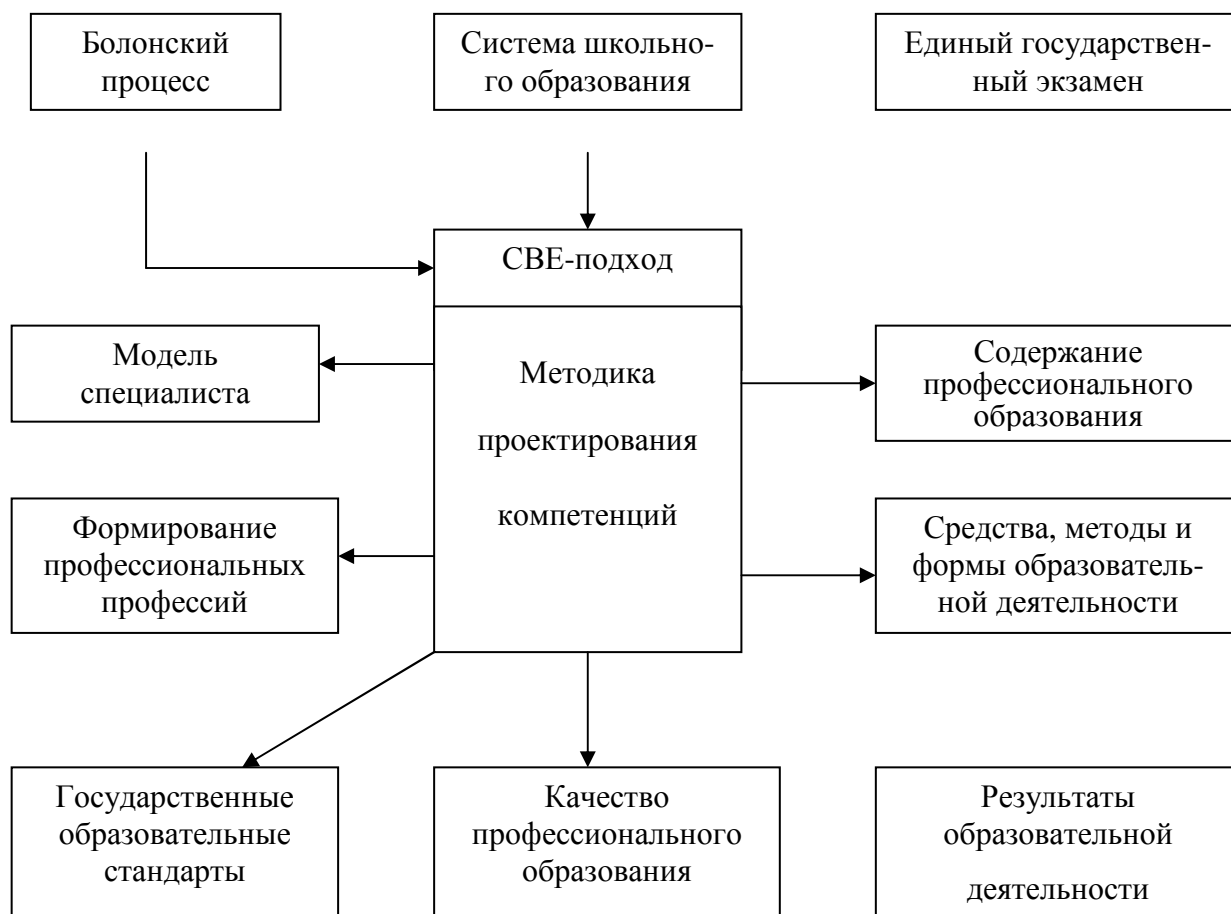 Болонский
процесс
Система школьно-
го образования
Единый государствен-
ный экзамен
СВЕ-подход
Модель
специалиста
Методика
проектирования
компетенций
Содержание
профессионального
образования
Формирование
профессиональных
профессий
Средства, методы и
формы образователь-
ной деятельности
Государственные
образовательные
стандарты
Качество
профессионального
образования
Результаты
образовательной
деятельности